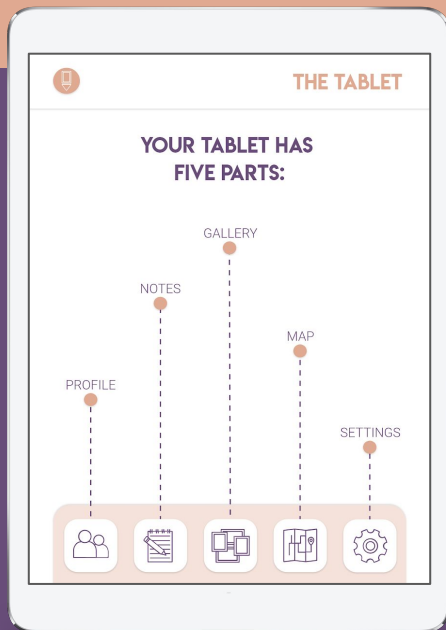 THE TABLET
YOUR TABLET HAS
FIVE PARTS:
GALLERY
NOTES
MAP
PROFILE
SETTINGS